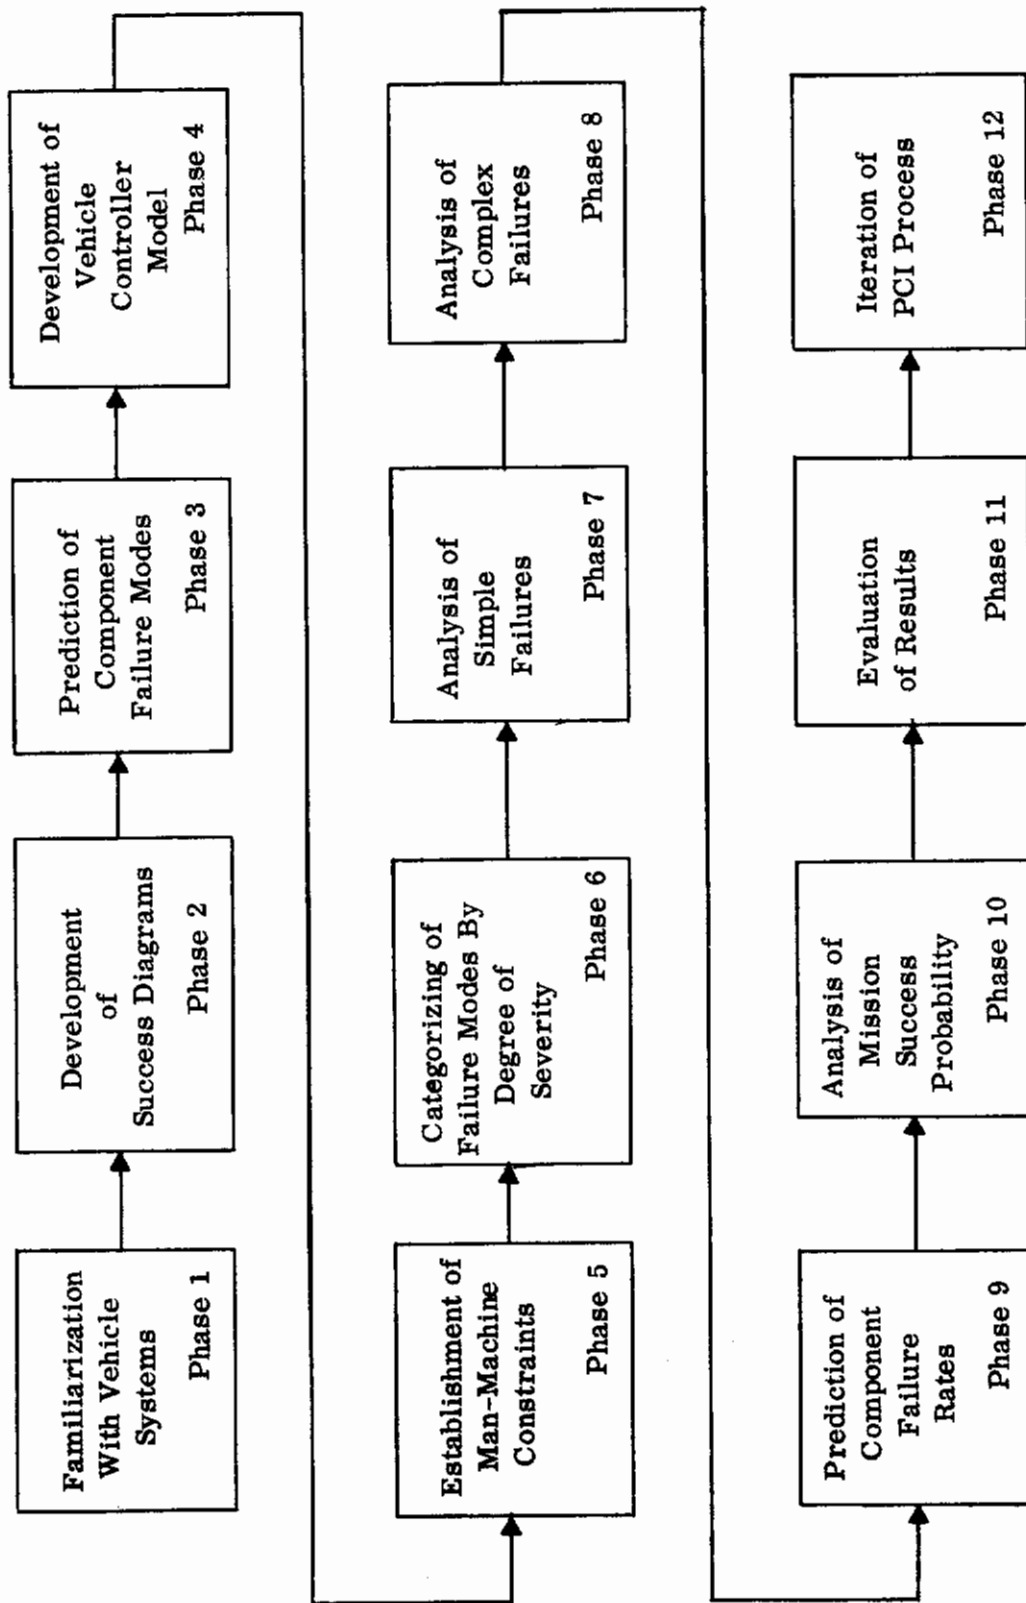 Familiarization
With Vehicle
Systems
Phase 1
Development
of
Success Diagrams
Phase 2
Prediction of
Component
Failure Modes
Phase 3
Development of
Vehicle
Controller
Model
Phase 4
Establishment of
Man-Machine
Constraints
Phase 5
Categorizing of
Failure Modes By
Degree of
Severity
Phase 6
Analysis of
Simple
Failures
Phase 7
Analysis of
Complex
Failures
Phase 8
Prediction of
Component
Failure
Rates
Phase 9
Analysis of
Mission
Success
Probability
Phase 10
Evaluation
of Results
Phase 11
Iteration of
PCI Process
Phase 12